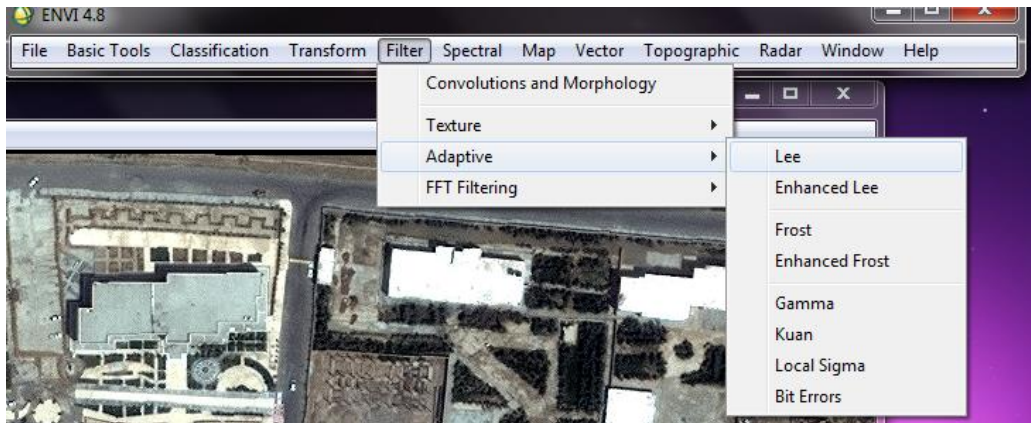 ENVI 4.8
File Basic Tools Classification Transform Filter Spectral Map Vector Topographic Radar Window Help
Convolutions and Morphology
Texture
Adaptive
FFT Filtering
Lee
Enhanced Lee
Frost
Enhanced Frost
Gamma
Kuan
Local Sigma
Bit Errors